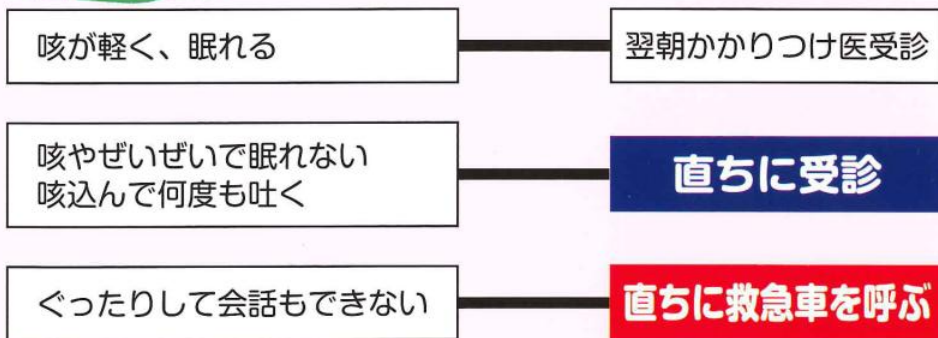 咳が軽く、眠れる
翌朝かかりつけ医受診
咳やぜいぜいで眠れない
咳込んで何度も吐く
直ちに受診
ぐったりして会話もできない
直ちに救急車を呼ぶ